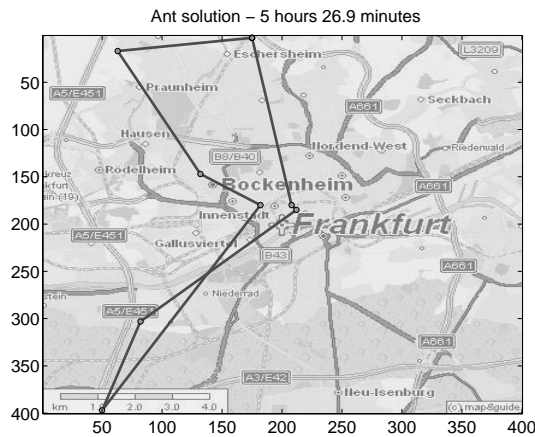 Ant solution – 5 hours 26.9 minutes
Eschersheim
L3209
50
A5/E451
Praunheim
A661
Seckbach
100
Hausen
Nordend-West
Riederwald
B8/B40
150
Rödelheim
Bockenheim
A661
Innenstadt
200
Frankfurt
A5/E451
Gallusviertel
B43
250
A661
Niederrad
300
A5/E451
A661
350
A3/E42
Neu-Isenburg
km 1.0 2.0 3.0 4.0
(c) map&guide
400
50 100 150 200 250 300 350 400